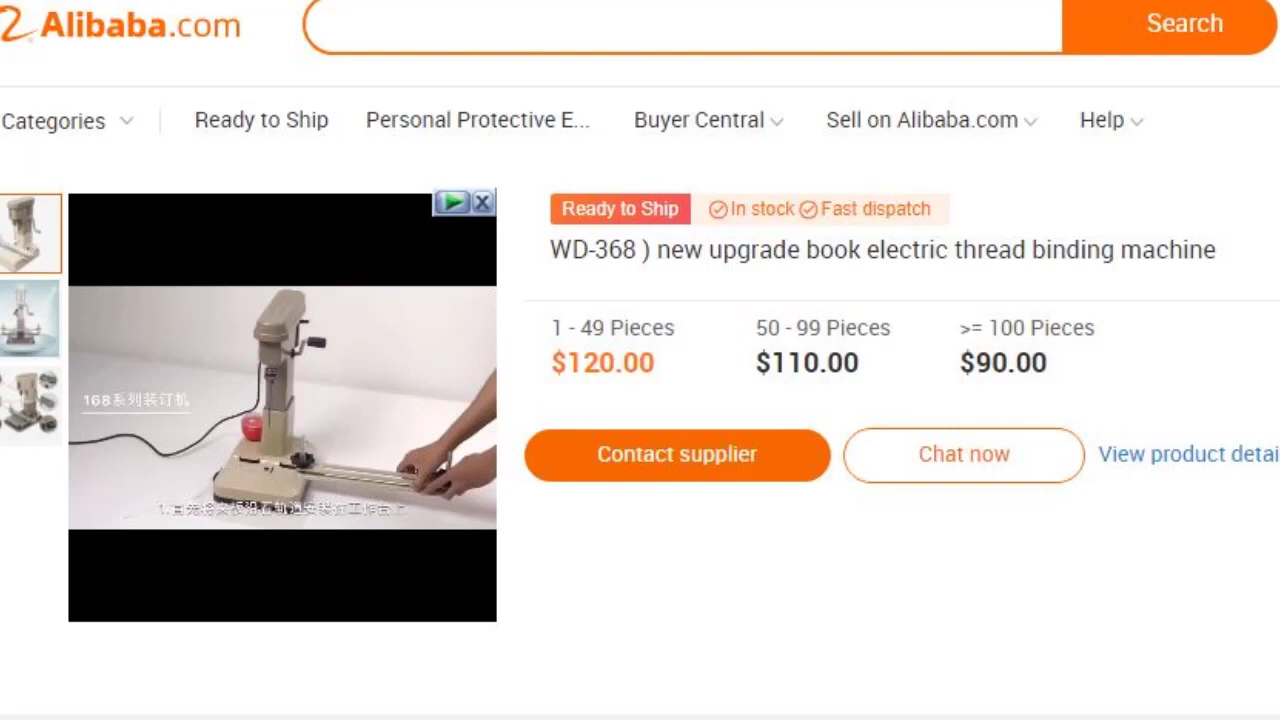 Alibaba.com
Search
Categories
Ready to Ship
Personal Protective E...
Buyer Central
Sell on Alibaba.com
Help
Ready to Ship
In stock Fast dispatch
WD-368 ) new upgrade book electric thread binding machine
1 - 49 Pieces
50 - 99 Pieces
>= 100 Pieces
$120.00
$110.00
$90.00
168系列装订机
Contact supplier
Chat now
View product detai